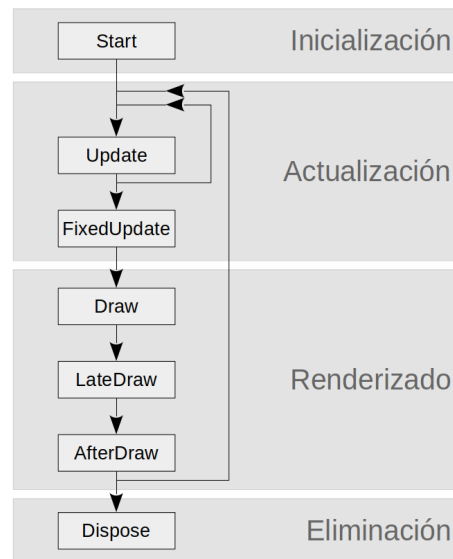 Start
Inicialización
Update
Actualización
FixedUpdate
Draw
LateDraw
Renderizado
AfterDraw
Dispose
Eliminación